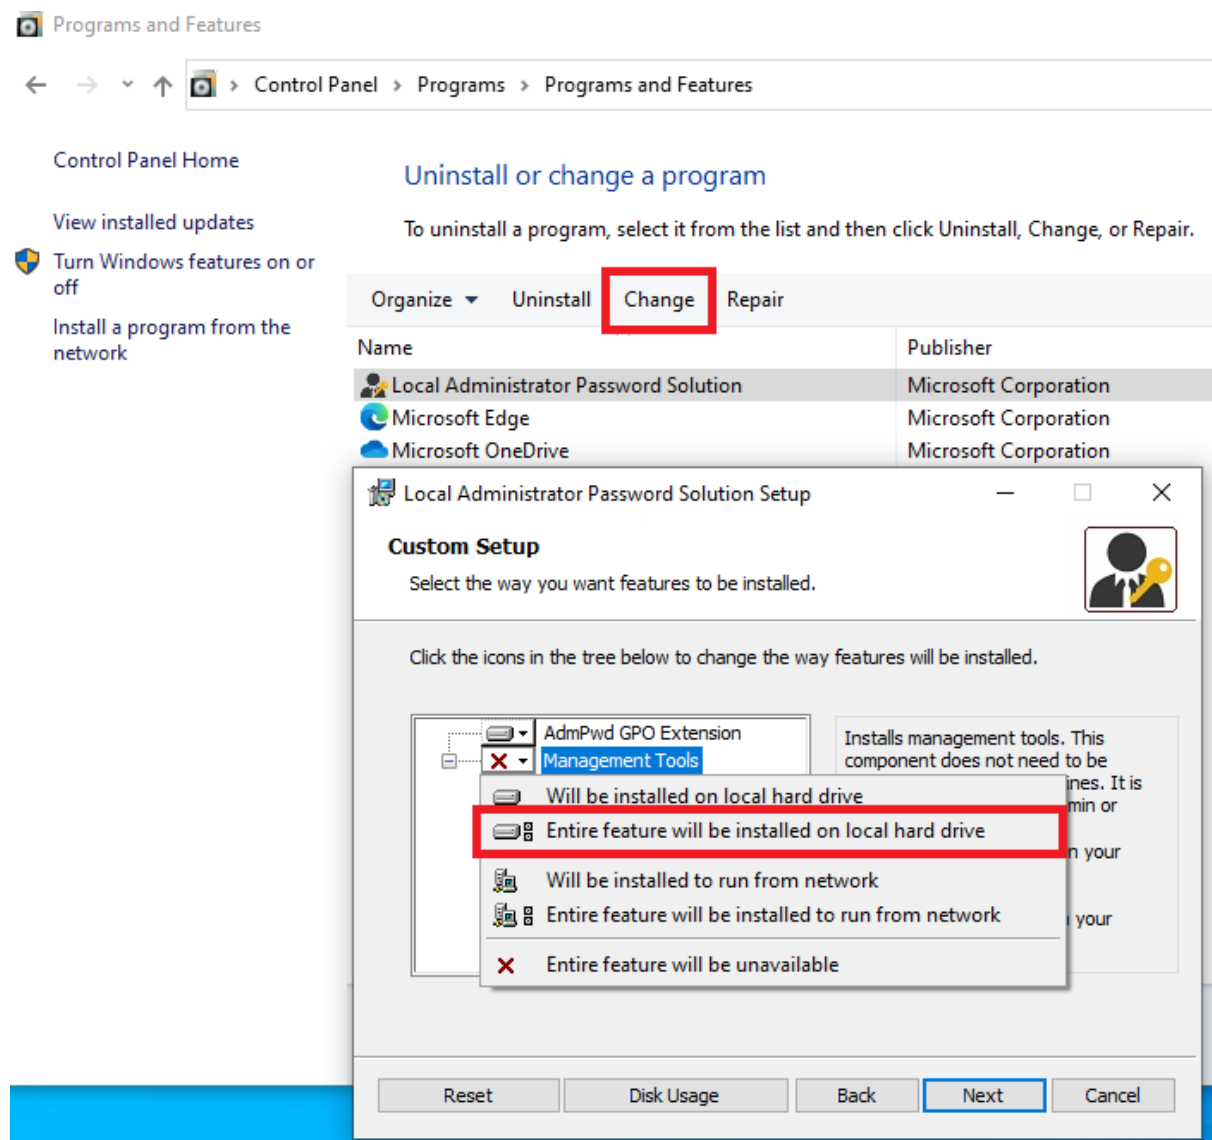 Programs and Features
Control Panel > Programs > Programs and Features
Control Panel Home
View installed updates
Turn Windows features on or
off
Install a program from the
network
Uninstall or change a program
To uninstall a program, select it from the list and then click Uninstall, Change, or Repair.
Organize Uninstall Change Repair
Name Publisher
Local Administrator Password Solution Microsoft Corporation
Microsoft Edge Microsoft Corporation
Microsoft OneDrive Microsoft Corporation
Local Administrator Password Solution Setup
Custom Setup
Select the way you want features to be installed.
Click the icons in the tree below to change the way features will be installed.
AdmPwd GPO Extension
Management Tools
Installs management tools. This
component does not need to be
ines. It is
min or
n your
your
Will be installed on local hard drive
Entire feature will be installed on local hard drive
Will be installed to run from network
Entire feature will be installed to run from network
Entire feature will be unavailable
Reset Disk Usage Back Next Cancel